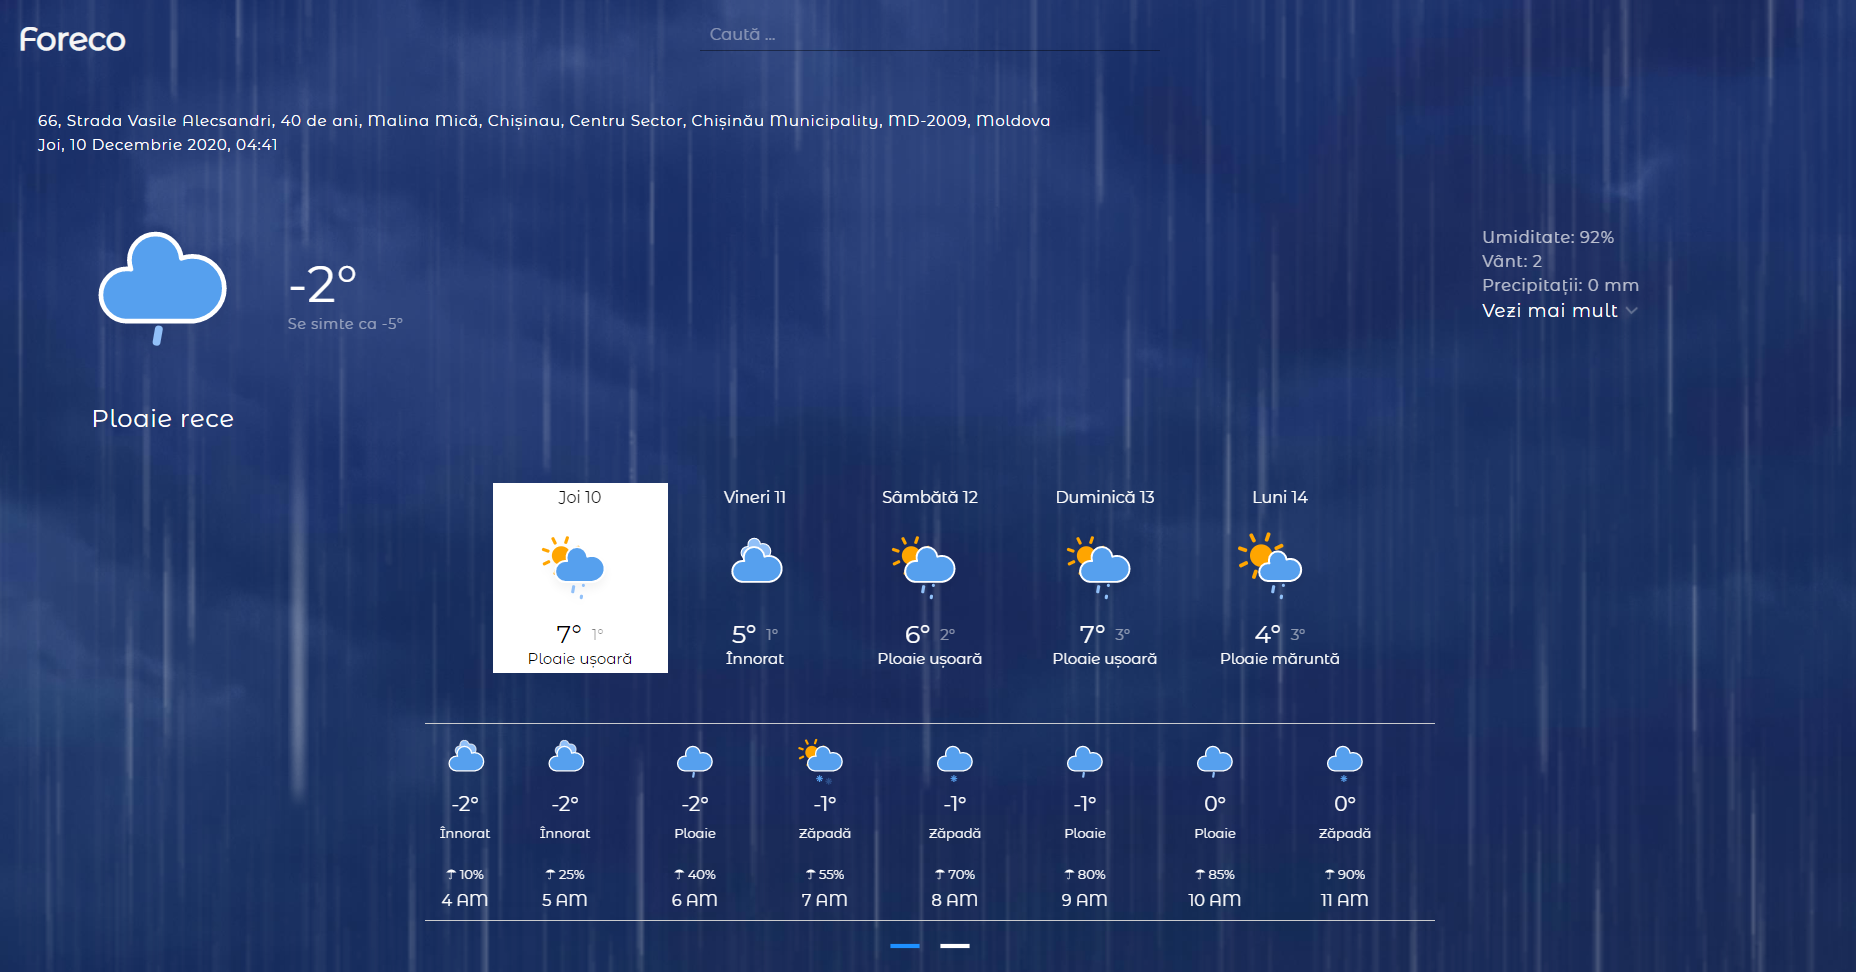 Foreco
Caută ...
66, Strada Vasile Alecsandri, 40 de ani, Malina Mică, Chișinau, Centru Sector, Chișinău Municipality, MD-2009, Moldova
Joi, 10 Decembrie 2020, 04:41
-2°
Se simte ca -5°
Ploaie rece
Umiditate: 92%
Vânt: 2
Precipitații: 0 mm
Vezi mai mult
Joi 10 Vineri 11 Sâmbătă 12 Duminică 13 Luni 14
7° 1° 5° 1° 6° 2° 7° 3° 4° 3°
Ploaie ușoară Înnorat Ploaie ușoară Ploaie ușoară Ploaie măruntă
-2° -2° -2° -1° -1° -1° 0° 0°
Înnorat Înnorat Ploaie Zăpadă Zăpadă Ploaie Ploaie Zăpadă
10% 25% 40% 55% 70% 80% 85% 90%
4 AM 5 AM 6 AM 7 AM 8 AM 9 AM 10 AM 11 AM